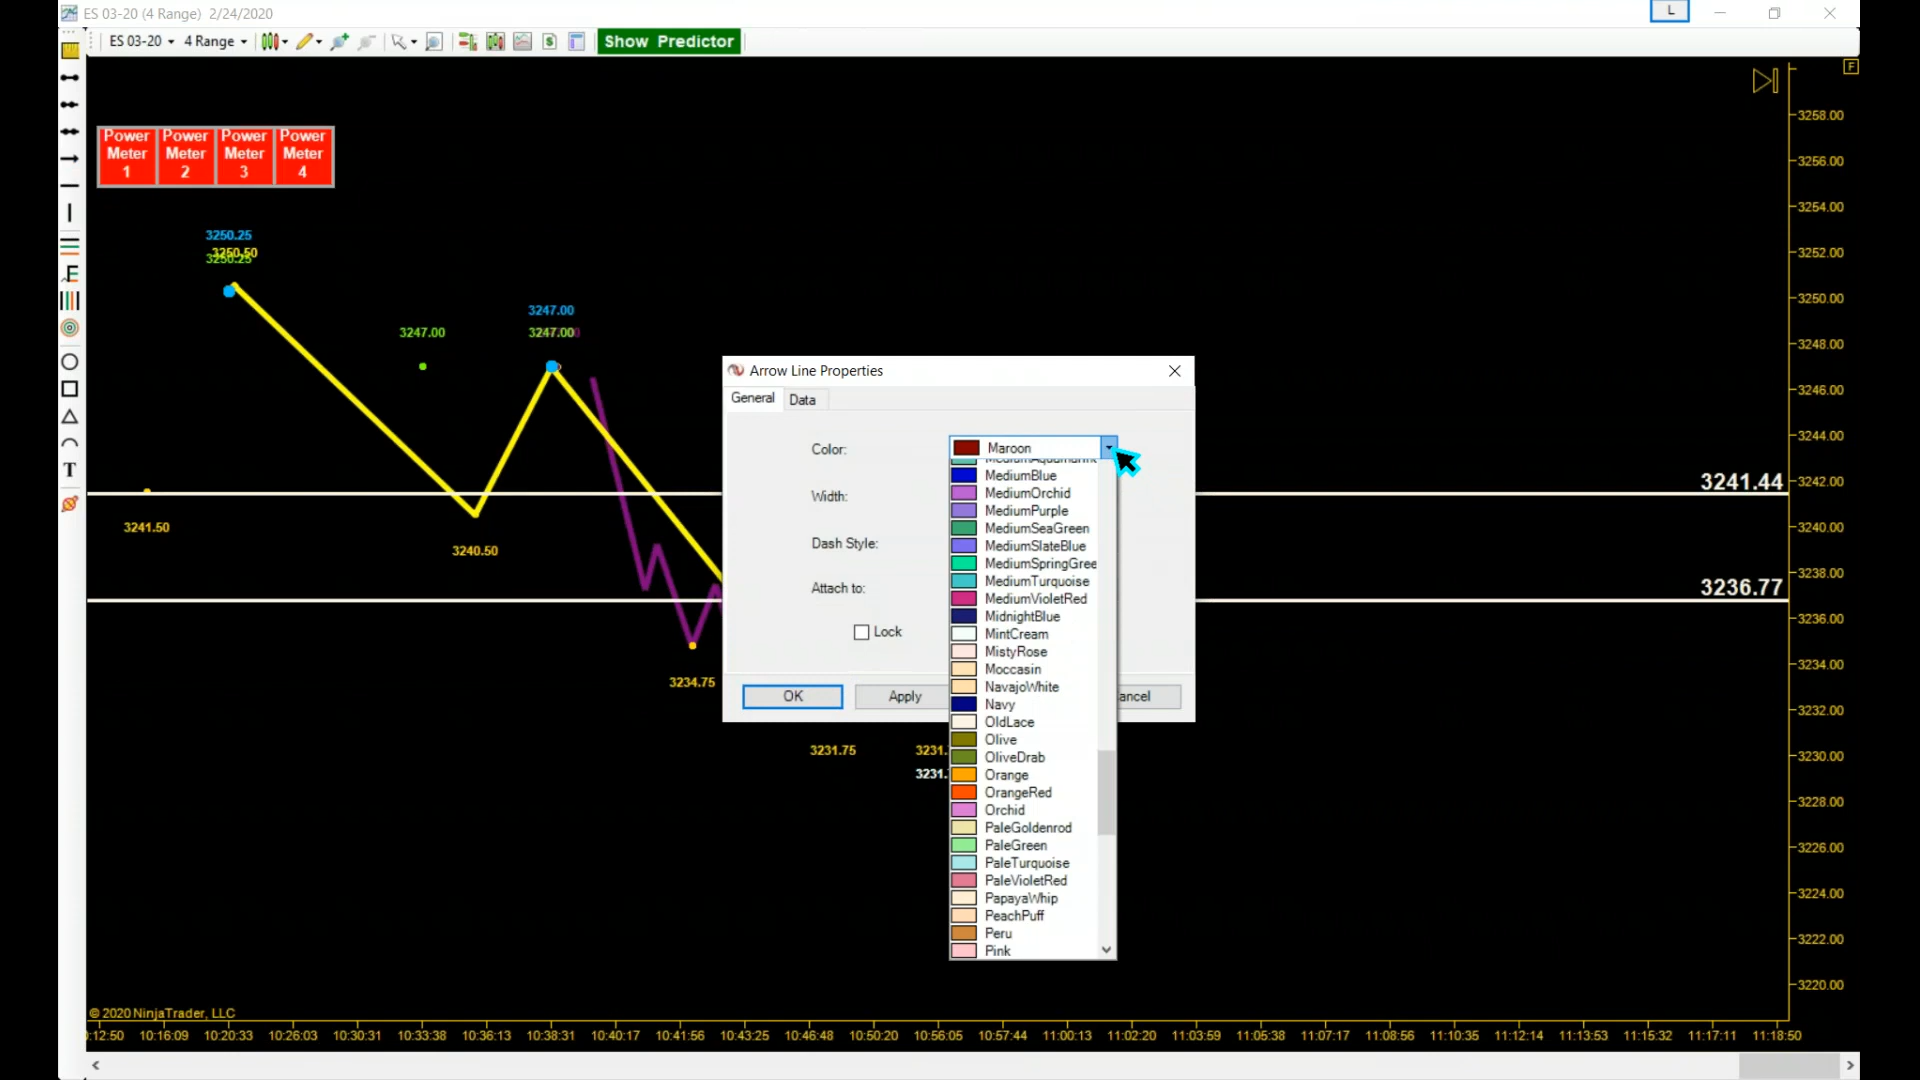 ES 03-20 (4 Range) 2/24/2020
L
ES 03-20
4 Range
Show Predictor
F
Power Meter 1
Power Meter 2
Power Meter 3
Power Meter 4
3250.25
3250.50
3250.25
3247.00
3247.00
3247.00
3241.50
3240.50
3234.75
3231.75
3231.
3231.
3241.44
3236.77
Arrow Line Properties
General
Data
Color:
Maroon
Width:
Dash Style:
Attach to:
Lock
OK
Apply
ancel
MediumAquamarine
MediumBlue
MediumOrchid
MediumPurple
MediumSeaGreen
MediumSlateBlue
MediumSpringGree
MediumTurquoise
MediumVioletRed
MidnightBlue
MintCream
MistyRose
Moccasin
NavajoWhite
Navy
OldLace
Olive
OliveDrab
Orange
OrangeRed
Orchid
PaleGoldenrod
PaleGreen
PaleTurquoise
PaleVioletRed
PapayaWhip
PeachPuff
Peru
Pink
3258.00
3256.00
3254.00
3252.00
3250.00
3248.00
3246.00
3244.00
3242.00
3240.00
3238.00
3236.00
3234.00
3232.00
3230.00
3228.00
3226.00
3224.00
3222.00
3220.00
© 2020 NinjaTrader, LLC
:12:50 10:16:09 10:20:33 10:26:03 10:30:31 10:33:38 10:36:13 10:38:31 10:40:17 10:41:56 10:43:25 10:46:48 10:50:20 10:56:05 10:57:44 11:00:13 11:02:20 11:03:59 11:05:38 11:07:17 11:08:56 11:10:35 11:12:14 11:13:53 11:15:32 11:17:11 11:18:50